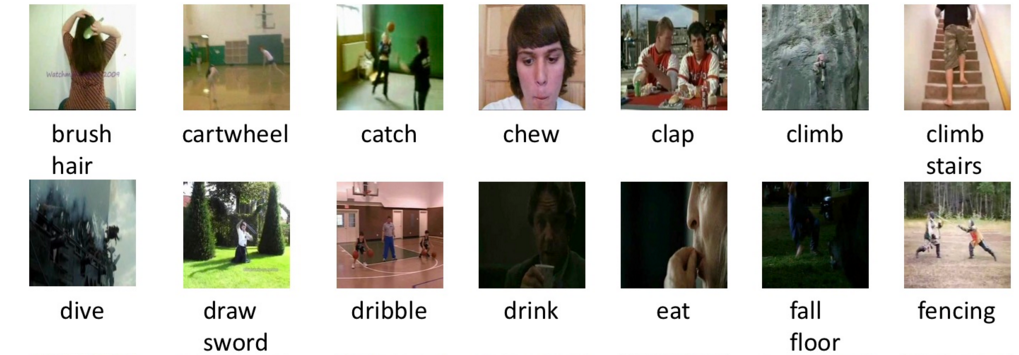 brush
hair
cartwheel
catch
chew
clap
climb
climb
stairs
dive
draw
sword
dribble
drink
eat
fall
floor
fencing